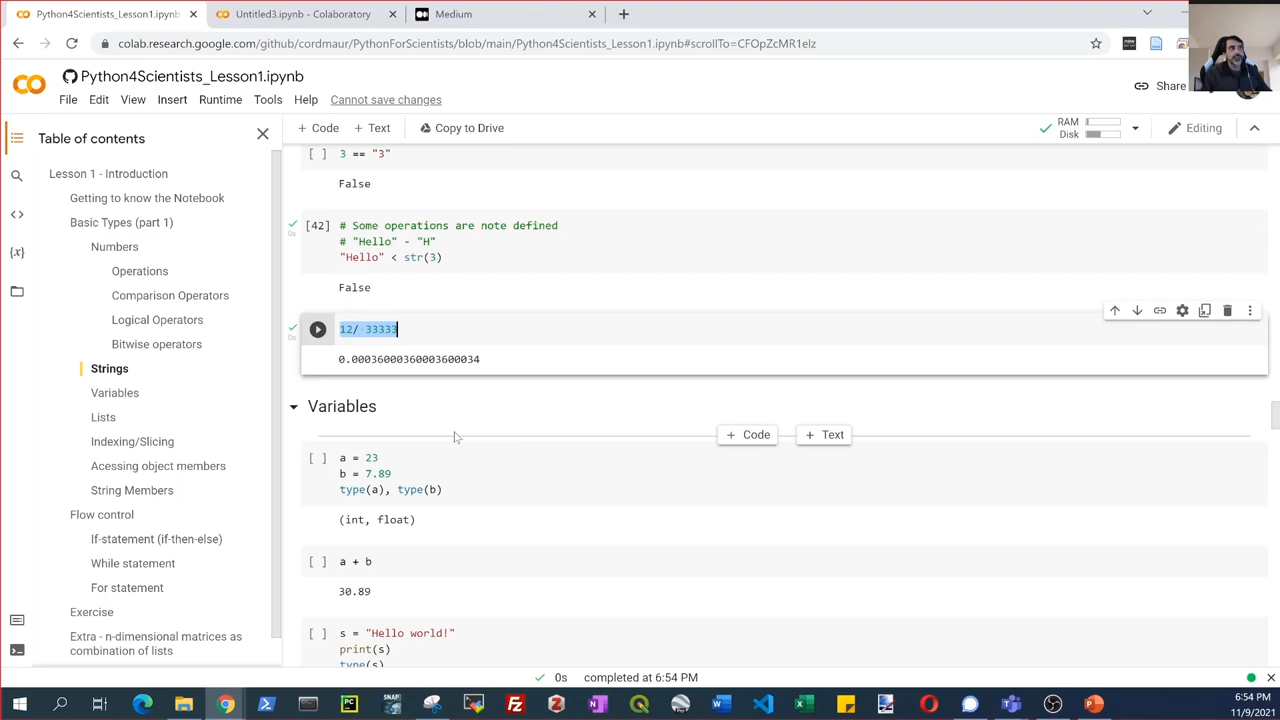 Python4Scientists_Lesson1.ipynb
Untitled3.ipynb - Colaboratory
Medium
colab.research.google.com/github/cordmaur/PythonForScientists/blob/main/Python4Scientists_Lesson1.ipynb#scrollTo=CFOpZcMR1elz
Python4Scientists_Lesson1.ipynb
File Edit View Insert Runtime Tools Help Cannot save changes
Share
+ Code + Text Copy to Drive
RAM
Disk
Editing
Table of contents
Lesson 1 - Introduction
Getting to know the Notebook
Basic Types (part 1)
Numbers
Operations
Comparison Operators
Logical Operators
Bitwise operators
Strings
Variables
Lists
Indexing/Slicing
Acessing object members
String Members
Flow control
If-statement (if-then-else)
While statement
For statement
Exercise
Extra - n-dimensional matrices as
combination of lists
[ ] 3 == "3"
False
[42] # Some operations are note defined
# "Hello" - "H"
"Hello" < str(3)
0s
False
12/ 33333
0s
0.00036000360003600034
Variables
+ Code + Text
[ ] a = 23
b = 7.89
type(a), type(b)
(int, float)
[ ] a + b
30.89
[ ] s = "Hello world!"
print(s)
type(s)
0s completed at 6:54 PM
6:54 PM
11/9/2021